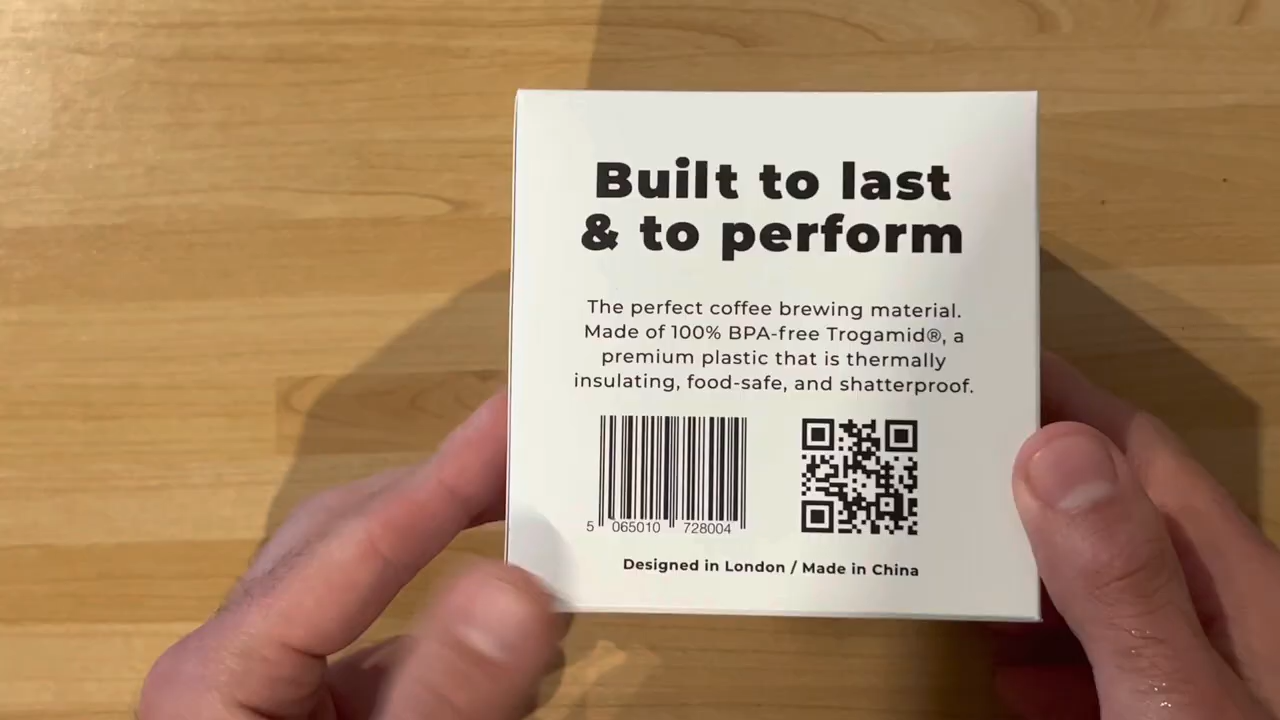 Built to last
& to perform
The perfect coffee brewing material.
Made of 100% BPA-free Trogamid®, a
premium plastic that is thermally
insulating, food-safe, and shatterproof.
5 065010 728004
Designed in London / Made in China